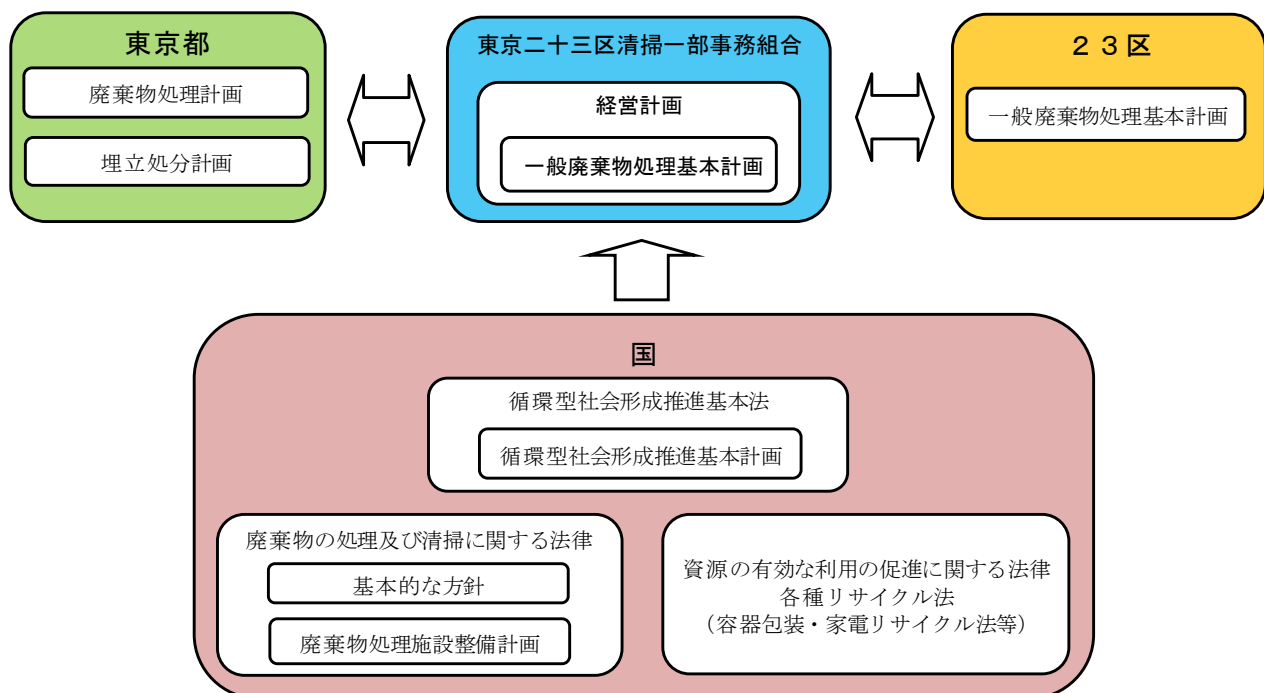 東京都
廃棄物処理計画
埋立処分計画
東京二十三区清掃一部事務組合
経営計画
一般廃棄物処理基本計画
２３区
一般廃棄物処理基本計画
国
循環型社会形成推進基本法
循環型社会形成推進基本計画
廃棄物の処理及び清掃に関する法律
基本的な方針
廃棄物処理施設整備計画
資源の有効な利用の促進に関する法律
各種リサイクル法
（容器包装・家電リサイクル法等）